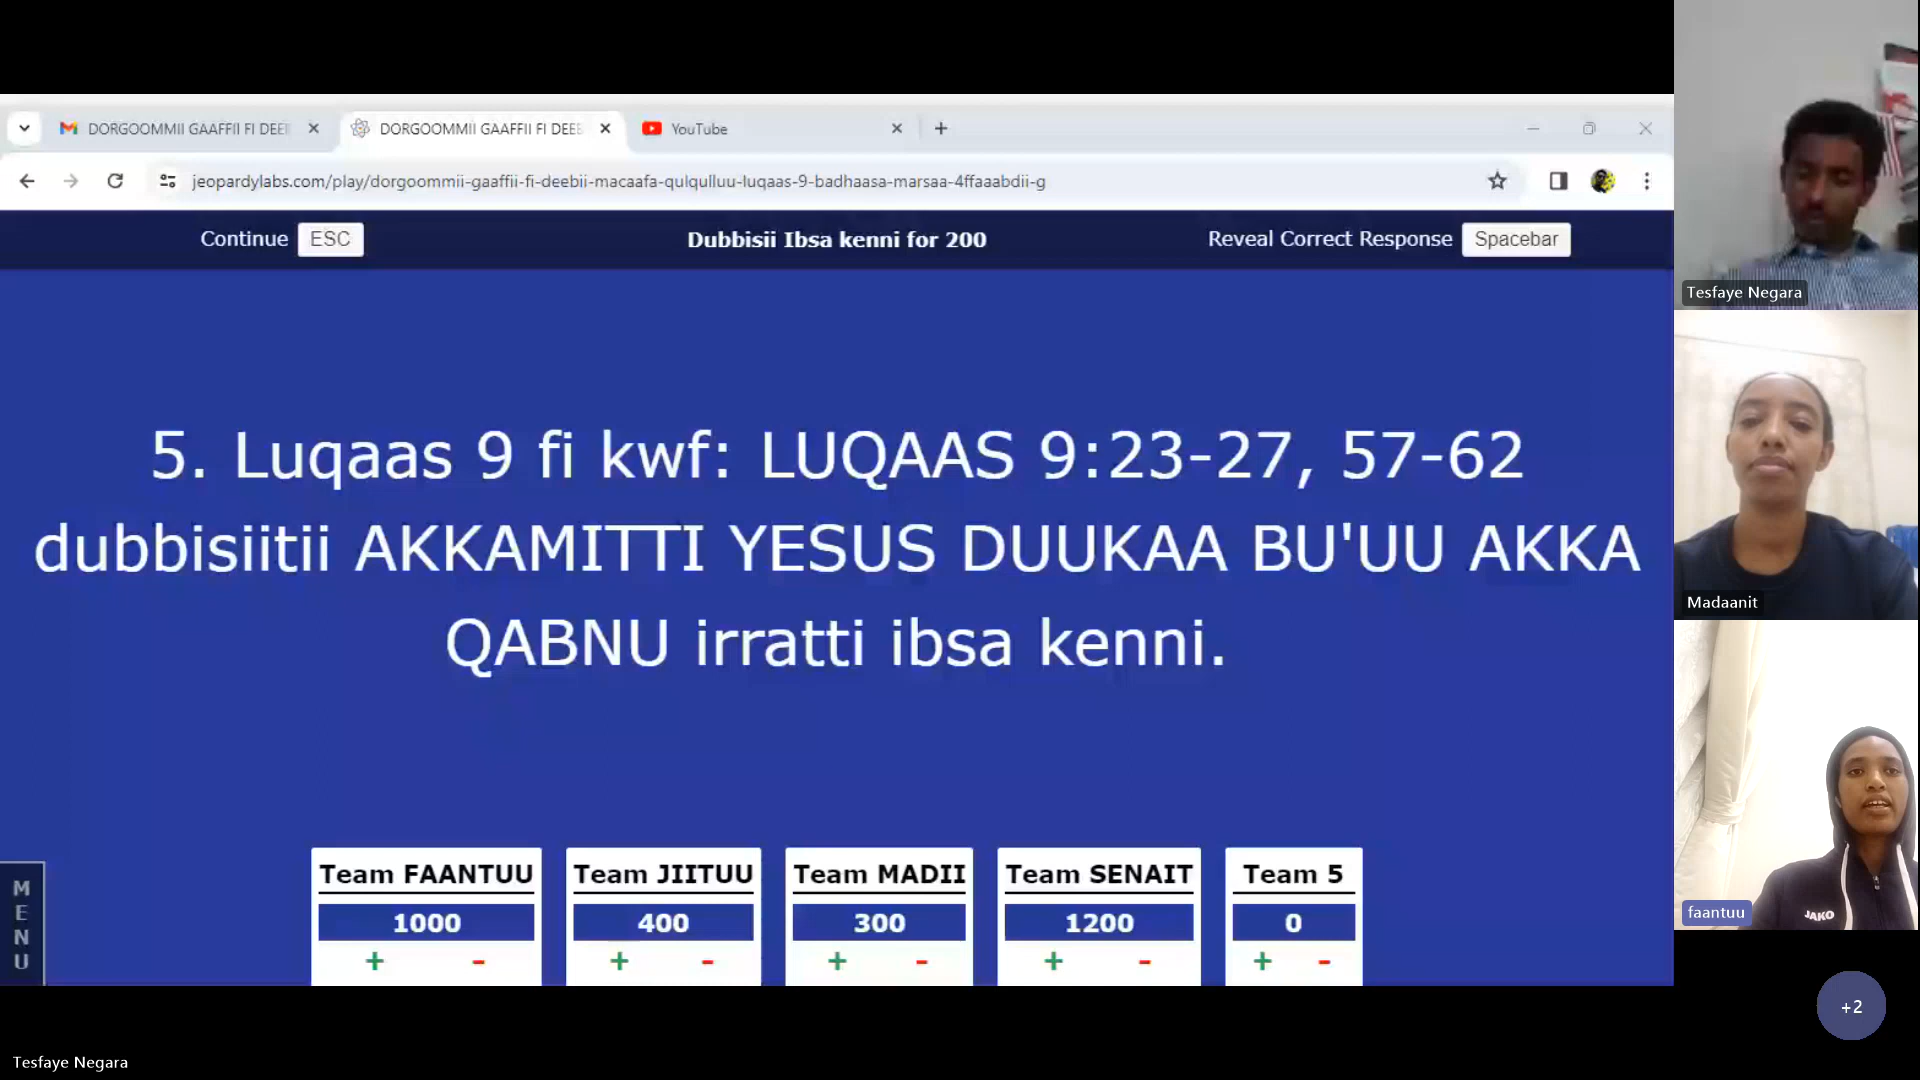 DORGOOMMII GAAFFII FI DEEI
DORGOOMMII GAAFFII FI DEEE
YouTube
jeopardylabs.com/play/dorgoommii-gaaffii-fi-deebii-macaafa-qulqulluu-luqaas-9-badhaasa-marsaa-4ffaaabdii-g
Continue ESC
Dubbisii Ibsa kenni for 200
Reveal Correct Response Spacebar
5. Luqaas 9 fi kwf: LUQAAS 9:23-27, 57-62
dubbisiitii AKKAMITTI YESUS DUUKAA BU'UU AKKA
QABNU irratti ibsa kenni.
MENU
Team FAANTUU
1000
+ -
Team JIITUU
400
+ -
Team MADII
300
+ -
Team SENAIT
1200
+ -
Team 5
0
+ -
Tesfaye Negara
Madaanit
JAKO
faantuu
+2
Tesfaye Negara